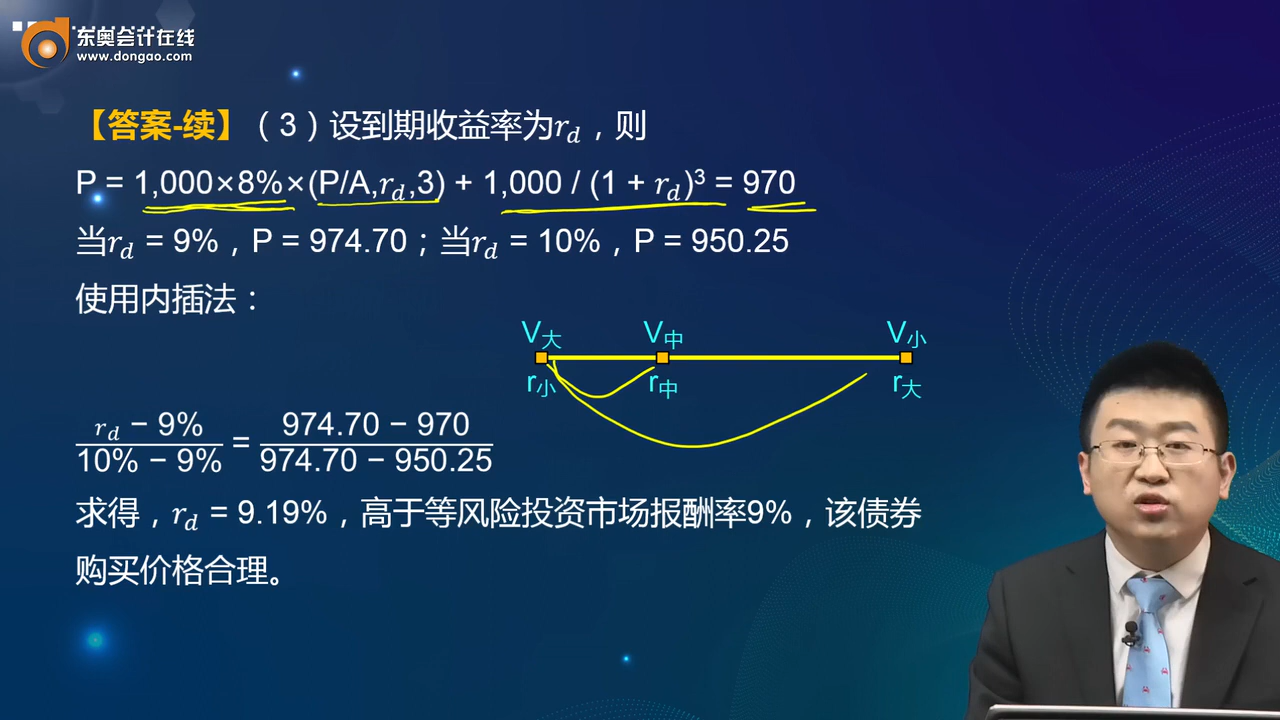 东奥会计在线
www.dongao.com
【答案-续】（3）设到期收益率为r_d，则
P = 1,000×8%×(P/A,r_d,3) + 1,000 / (1 + r_d)³ = 970
当r_d = 9%，P = 974.70；当r_d = 10%，P = 950.25
使用内插法：
V大 V中 V小
r小 r中 r大
r_d − 9% 974.70 − 970
=
10% − 9% 974.70 − 950.25
求得，r_d = 9.19%，高于等风险投资市场报酬率9%，该债券
购买价格合理。